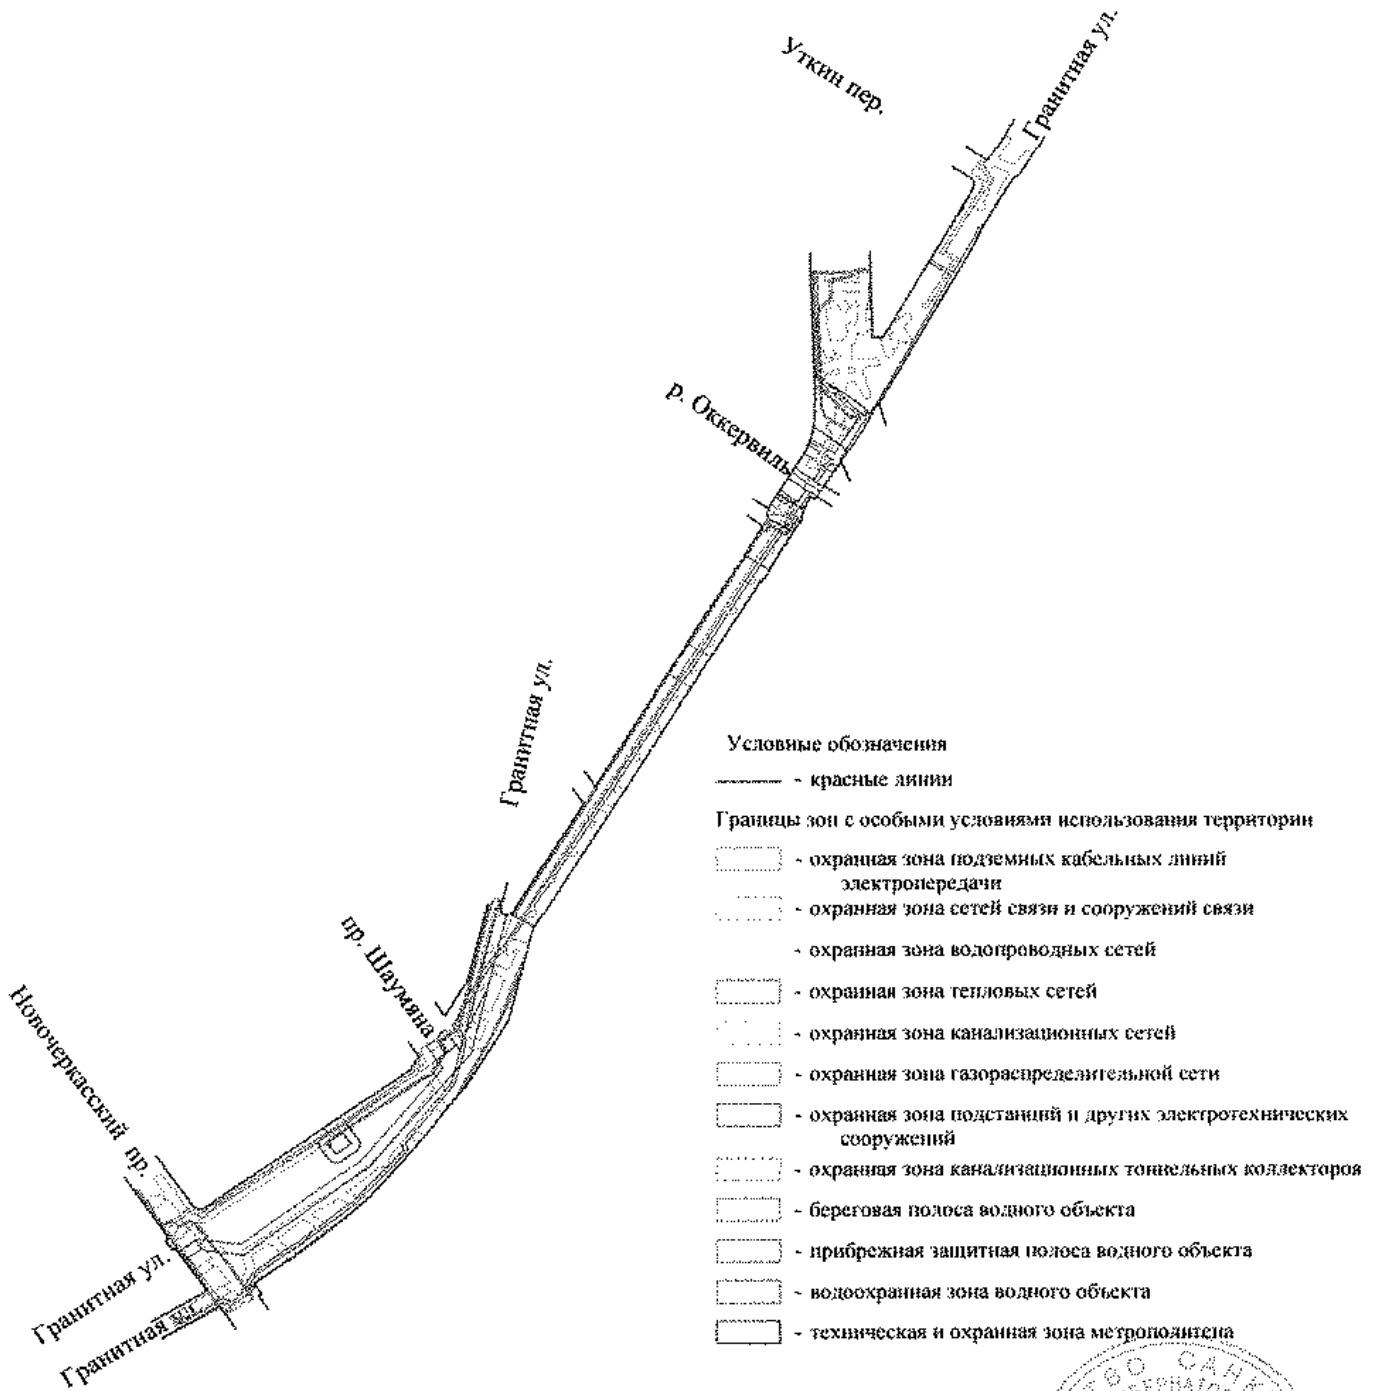 Уткин пер.
Гранитная ул.
р. Оккервиль
Гранитная ул.
пр. Шаумяна
Новочеркасский пр.
Гранитная ул.
Гранитная ул.
Условные обозначения
- красные линии
Границы зон с особыми условиями использования территории
- охранная зона подземных кабельных линий
электропередачи
- охранная зона сетей связи и сооружений связи
- охранная зона водопроводных сетей
- охранная зона тепловых сетей
- охранная зона канализационных сетей
- охранная зона газораспределительной сети
- охранная зона подстанций и других электротехнических
сооружений
- охранная зона канализационных тоннельных коллекторов
- береговая полоса водного объекта
- прибрежная защитная полоса водного объекта
- водоохранная зона водного объекта
- техническая и охранная зона метрополитена